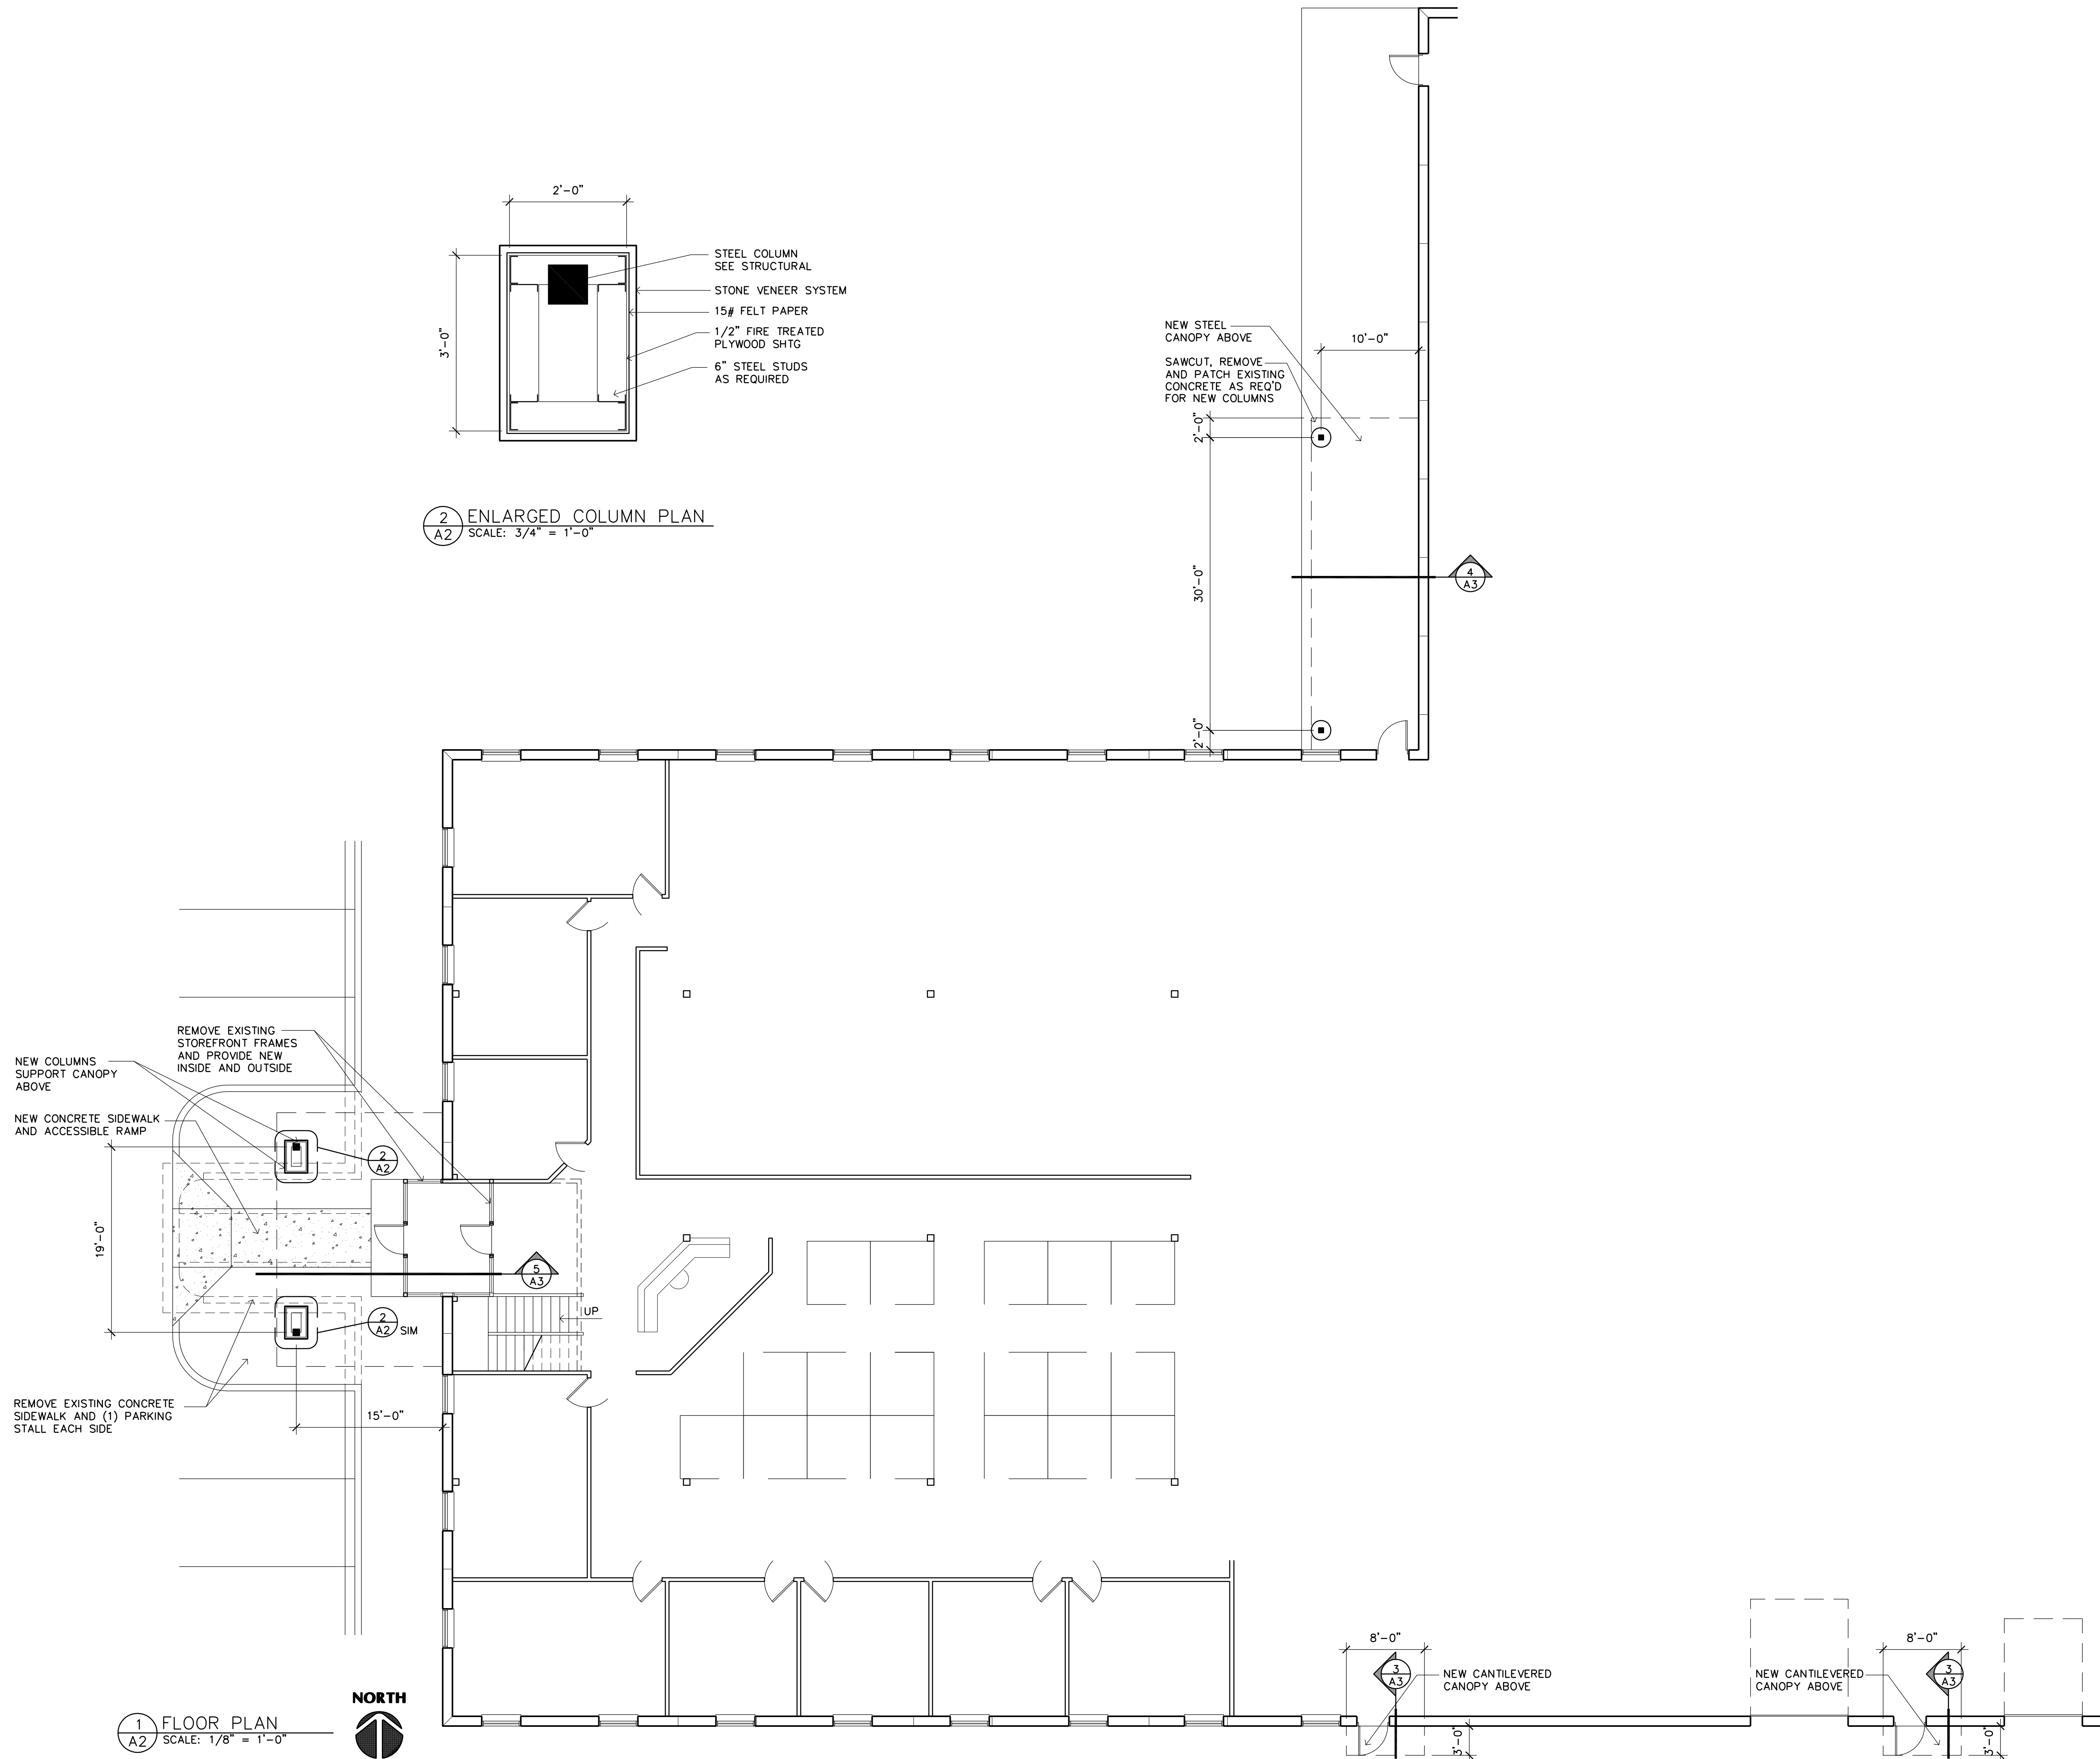 2'-0"
3'-0"
STEEL COLUMN
SEE STRUCTURAL
STONE VENEER SYSTEM
15# FELT PAPER
1/2" FIRE TREATED
PLYWOOD SHTG
6" STEEL STUDS
AS REQUIRED
2
A2
ENLARGED COLUMN PLAN
SCALE: 3/4" = 1'-0"
NEW STEEL
CANOPY ABOVE
SAWCUT, REMOVE
AND PATCH EXISTING
CONCRETE AS REQ'D
FOR NEW COLUMNS
10'-0"
2'-0"
30'-0"
2'-0"
4
A3
REMOVE EXISTING
STOREFRONT FRAMES
AND PROVIDE NEW
INSIDE AND OUTSIDE
NEW COLUMNS
SUPPORT CANOPY
ABOVE
NEW CONCRETE SIDEWALK
AND ACCESSIBLE RAMP
2
A2
19'-0"
5
A3
UP
2
A2
SIM
REMOVE EXISTING CONCRETE
SIDEWALK AND (1) PARKING
STALL EACH SIDE
15'-0"
8'-0"
3
A3
NEW CANTILEVERED
CANOPY ABOVE
3'-0"
8'-0"
3
A3
NEW CANTILEVERED
CANOPY ABOVE
3'-0"
NORTH
1
A2
FLOOR PLAN
SCALE: 1/8" = 1'-0"